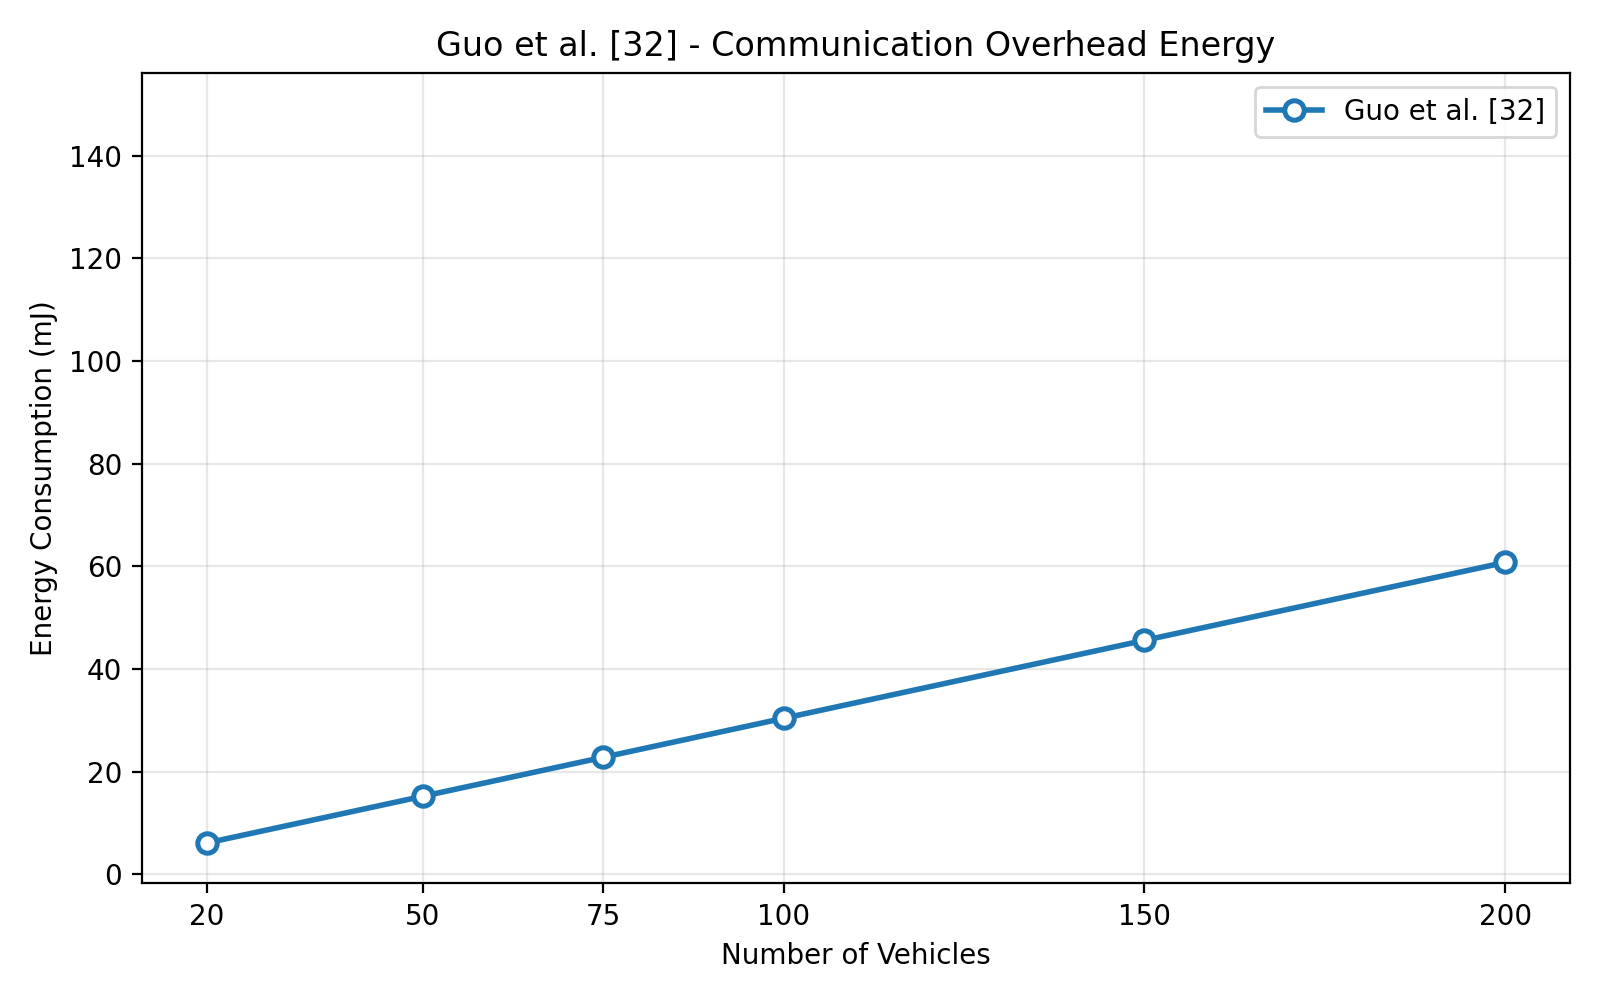 Guo et al. [32] - Communication Overhead Energy
Guo et al. [32]
Energy Consumption (mJ)
140
120
100
80
60
40
20
0
20 50 75 100 150 200
Number of Vehicles